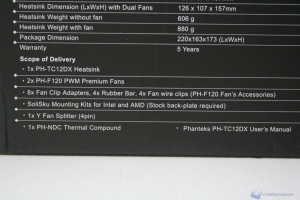 Heatsink Dimension (LxWxH) with Dual Fans 126 x 107 x 157mm
Heatsink Weight without fan 606 g
Heatsink Weight with fan 880 g
Package Dimension 220x163x173 (LxWxH)
Warranty 5 Years
Scope of Delivery
• 1x PH-TC12DX Heatsink
• 2x PH-F120 PWM Premium Fans
• 8x Fan Clip Adapters, 4x Rubber Bar, 4x Fan wire clips (PH-F120 Fan's Accessories)
• SoliSku Mounting Kits for Intel and AMD (Stock back-plate required)
• 1x Y Fan Splitter (4pin)
• 1x PH-NDC Thermal Compound • Phanteks PH-TC12DX User's Manual